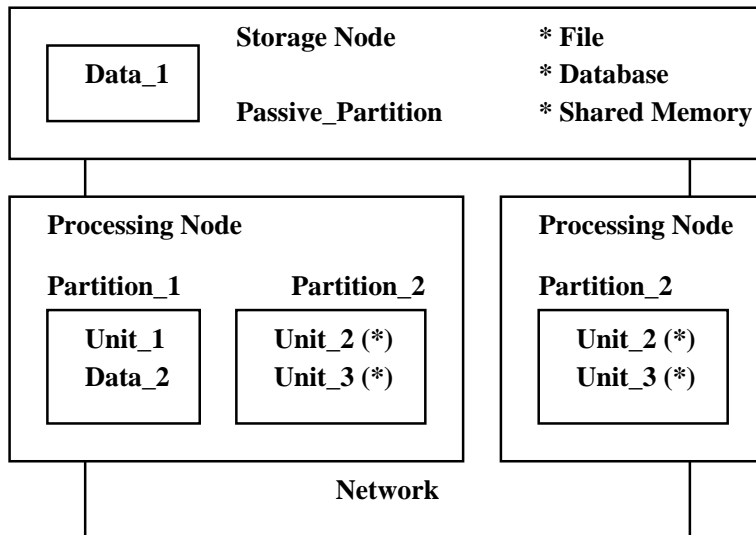 Storage Node
* File
Data_1
* Database
Passive_Partition
* Shared Memory
Processing Node
Partition_1
Partition_2
Unit_1
Data_2
Unit_2 (*)
Unit_3 (*)
Processing Node
Partition_2
Unit_2 (*)
Unit_3 (*)
Network